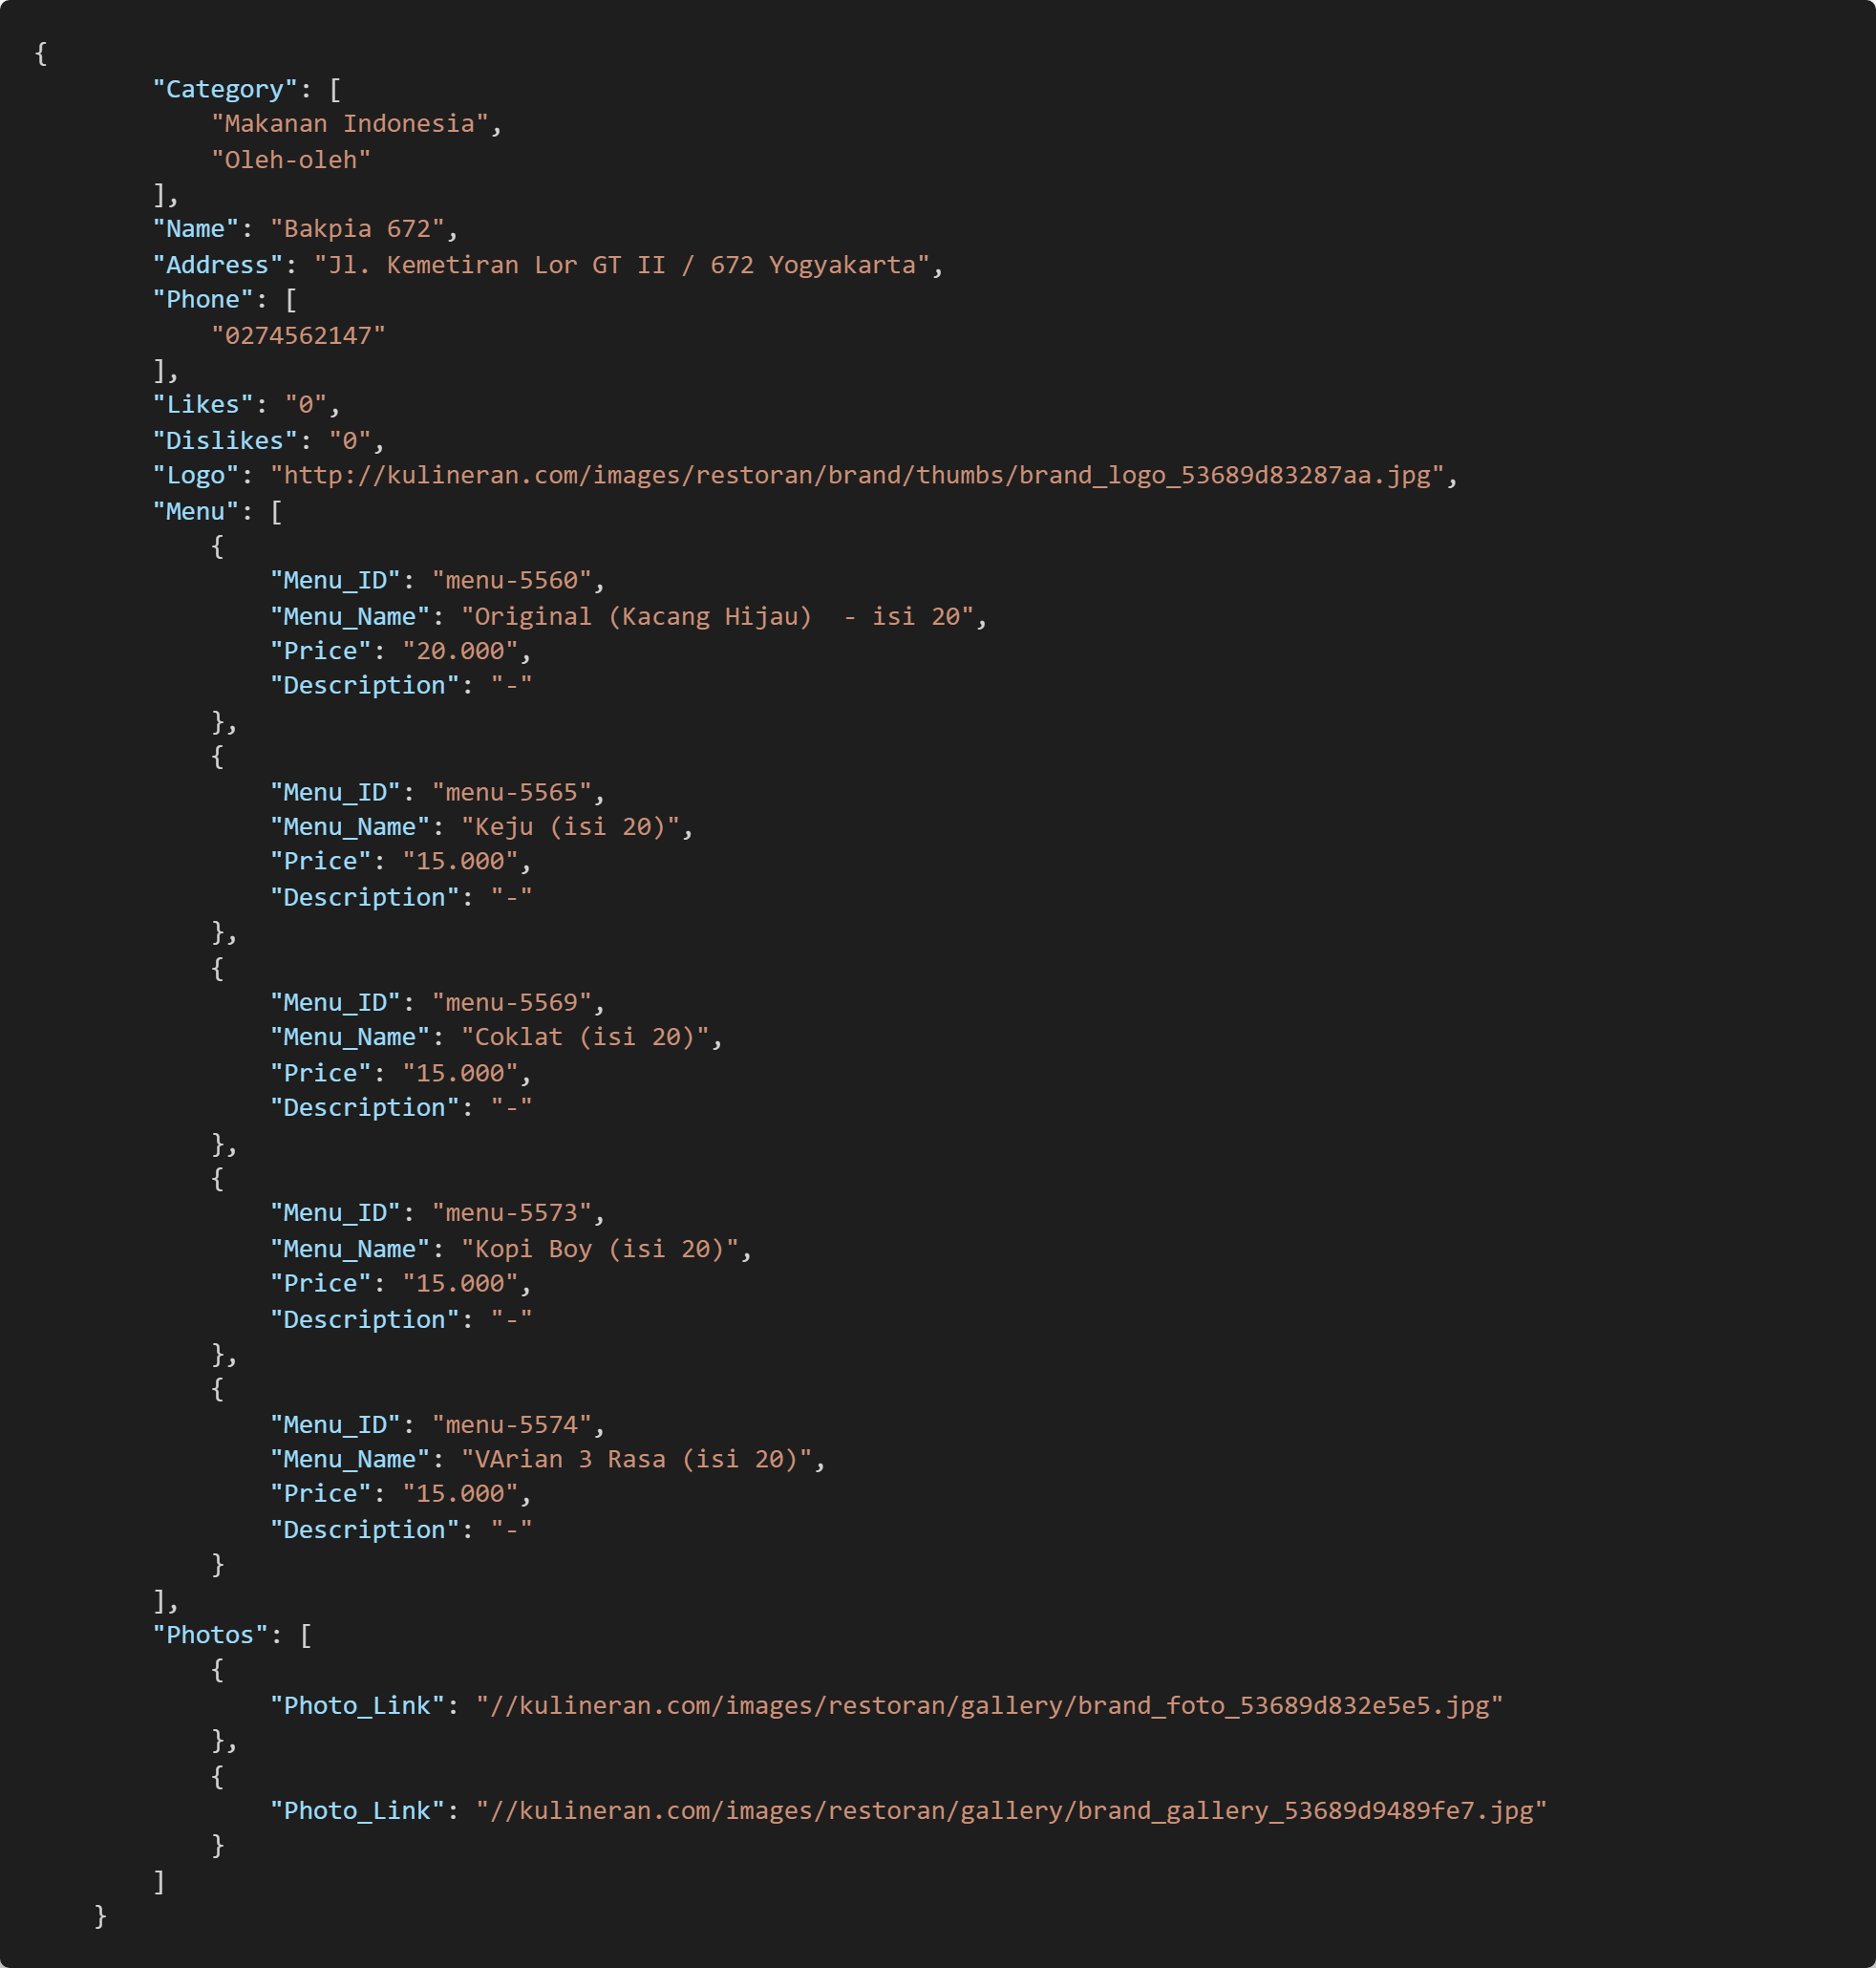 {
"Category": [
"Makanan Indonesia",
"Oleh-oleh"
],
"Name": "Bakpia 672",
"Address": "Jl. Kemetiran Lor GT II / 672 Yogyakarta",
"Phone": [
"0274562147"
],
"Likes": "0",
"Dislikes": "0",
"Logo": "http://kulineran.com/images/restoran/brand/thumbs/brand_logo_53689d83287aa.jpg",
"Menu": [
{
"Menu_ID": "menu-5560",
"Menu_Name": "Original (Kacang Hijau)  - isi 20",
"Price": "20.000",
"Description": "-"
},
{
"Menu_ID": "menu-5565",
"Menu_Name": "Keju (isi 20)",
"Price": "15.000",
"Description": "-"
},
{
"Menu_ID": "menu-5569",
"Menu_Name": "Coklat (isi 20)",
"Price": "15.000",
"Description": "-"
},
{
"Menu_ID": "menu-5573",
"Menu_Name": "Kopi Boy (isi 20)",
"Price": "15.000",
"Description": "-"
},
{
"Menu_ID": "menu-5574",
"Menu_Name": "VArian 3 Rasa (isi 20)",
"Price": "15.000",
"Description": "-"
}
],
"Photos": [
{
"Photo_Link": "//kulineran.com/images/restoran/gallery/brand_foto_53689d832e5e5.jpg"
},
{
"Photo_Link": "//kulineran.com/images/restoran/gallery/brand_gallery_53689d9489fe7.jpg"
}
]
}